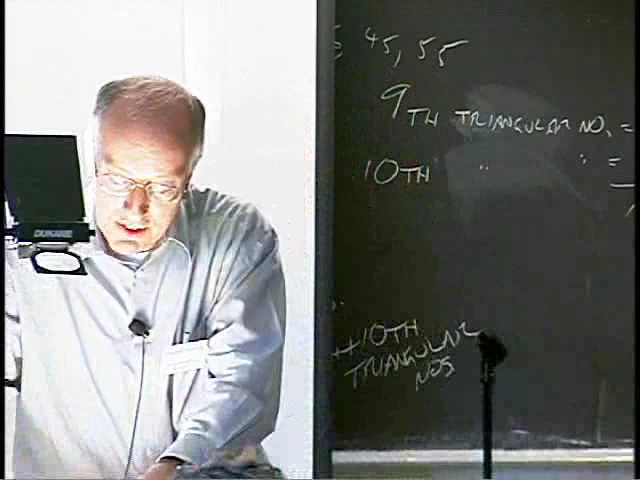 45, 55
9TH TRIANGULAR NO. =
10TH " " =
+10TH
TRIANGULAR
NOS